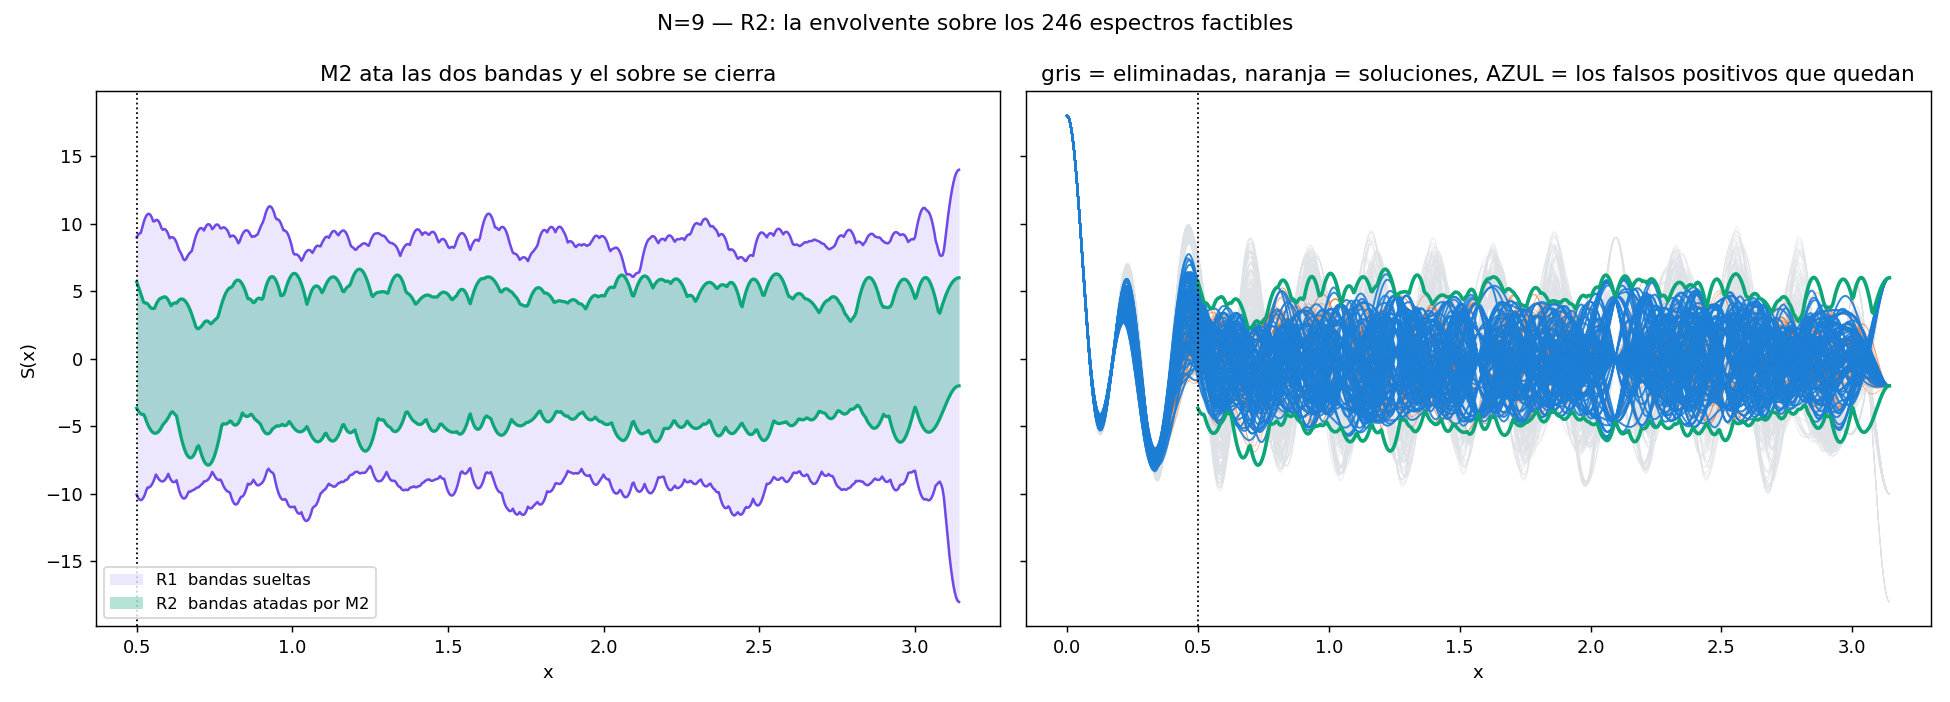 N=9 — R2: la envolvente sobre los 246 espectros factibles
M2 ata las dos bandas y el sobre se cierra
gris = eliminadas, naranja = soluciones, AZUL = los falsos positivos que quedan
S(x)
15
10
5
0
−5
−10
−15
R1 bandas sueltas
R2 bandas atadas por M2
0.5
1.0
1.5
2.0
2.5
3.0
x
0.0
0.5
1.0
1.5
2.0
2.5
3.0
x